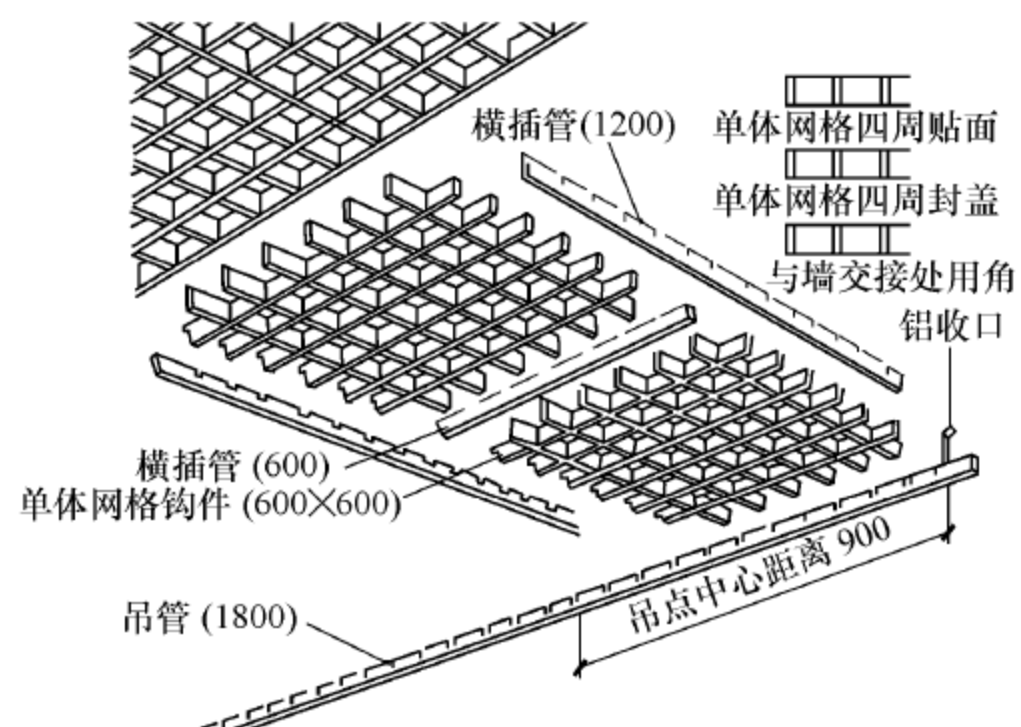 横插管(1200)
单体网格四周贴面
单体网格四周封盖
与墙交接处用角
铝收口
横插管 (600)
单体网格钩件 (600×600)
吊点中心距离 900
吊管 (1800)